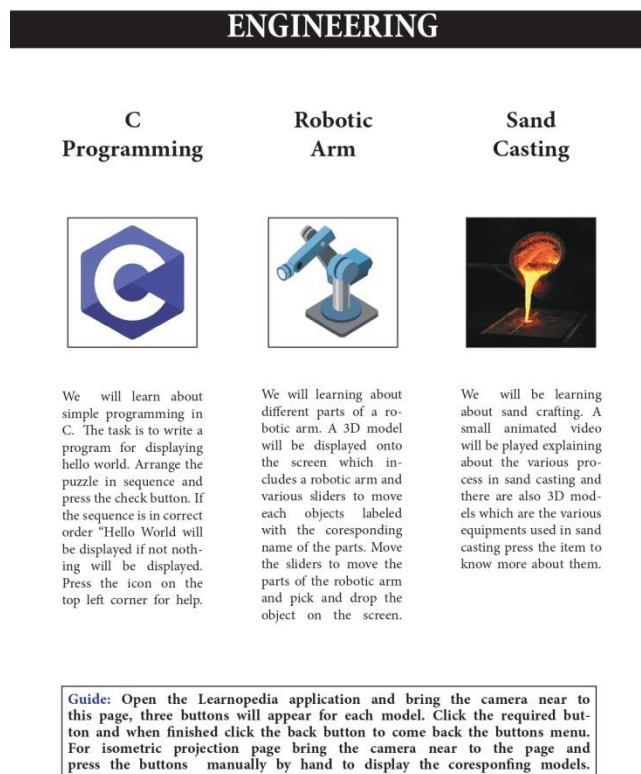 ENGINEERING
C
Programming
Robotic
Arm
Sand
Casting
We will learn about
simple programming in
C. The task is to write a
program for displaying
hello world. Arrange the
puzzle in sequence and
press the check button. If
the sequence is in correct
order “Hello World will
be displayed if not noth-
ing will be displayed.
Press the icon on the
top left corner for help.
We will learning about
different parts of a ro-
botic arm. A 3D model
will be displayed onto
the screen which in-
cludes a robotic arm and
various sliders to move
each objects labeled
with the coresponding
name of the parts. Move
the sliders to move the
parts of the robotic arm
and pick and drop the
object on the screen.
We will be learning
about sand crafting. A
small animated video
will be played explaining
about the various pro-
cess in sand casting and
there are also 3D mod-
els which are the various
equipments used in sand
casting press the item to
know more about them.
Guide: Open the Learnopedia application and bring the camera near to
this page, three buttons will appear for each model. Click the required but-
ton and when finished click the back button to come back the buttons menu.
For isometric projection page bring the camera near to the page and
press the buttons manually by hand to display the coresponfing models.